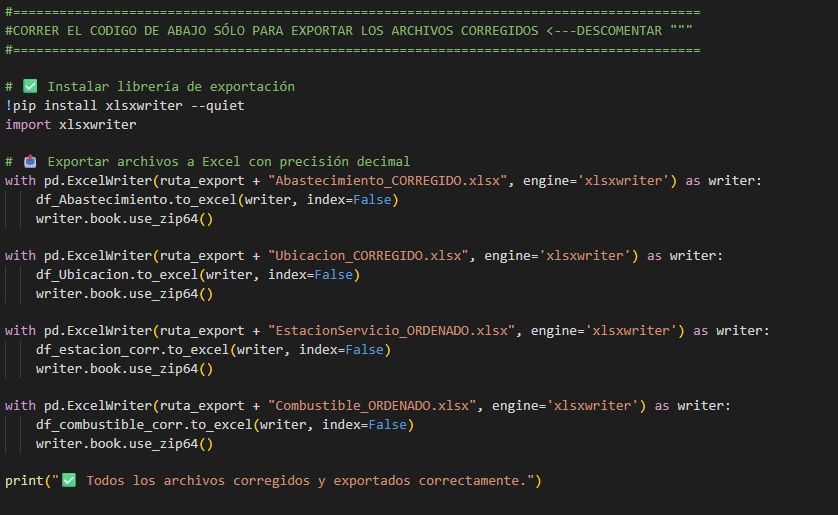 #=========================================================================================
#CORRER EL CODIGO DE ABAJO SÓLO PARA EXPORTAR LOS ARCHIVOS CORREGIDOS <---DESCOMENTAR """
#=========================================================================================
# ✅ Instalar librería de exportación
!pip install xlsxwriter --quiet
import xlsxwriter
# 📤 Exportar archivos a Excel con precisión decimal
with pd.ExcelWriter(ruta_export + "Abastecimiento_CORREGIDO.xlsx", engine='xlsxwriter') as writer:
    df_Abastecimiento.to_excel(writer, index=False)
    writer.book.use_zip64()
with pd.ExcelWriter(ruta_export + "Ubicacion_CORREGIDO.xlsx", engine='xlsxwriter') as writer:
    df_Ubicacion.to_excel(writer, index=False)
    writer.book.use_zip64()
with pd.ExcelWriter(ruta_export + "EstacionServicio_ORDENADO.xlsx", engine='xlsxwriter') as writer:
    df_estacion_corr.to_excel(writer, index=False)
    writer.book.use_zip64()
with pd.ExcelWriter(ruta_export + "Combustible_ORDENADO.xlsx", engine='xlsxwriter') as writer:
    df_combustible_corr.to_excel(writer, index=False)
    writer.book.use_zip64()
print("✅ Todos los archivos corregidos y exportados correctamente.")